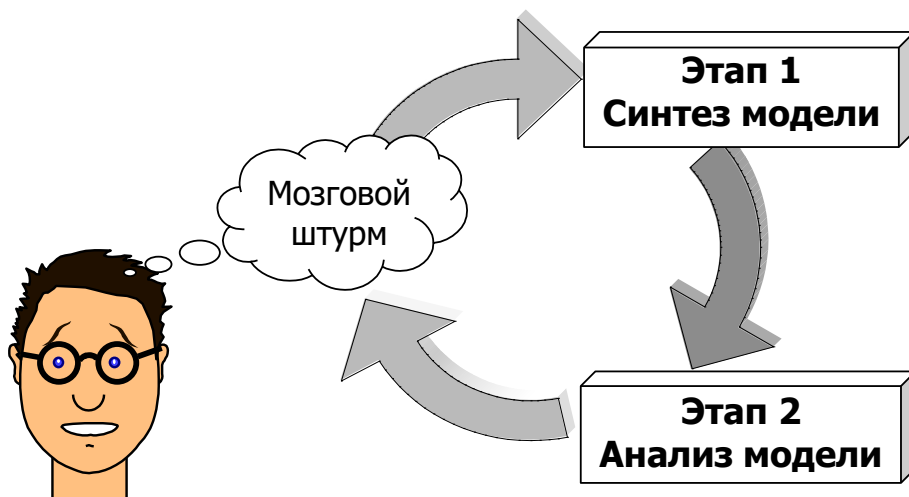 Этап 1
Синтез модели
Мозговой
штурм
Этап 2
Анализ модели